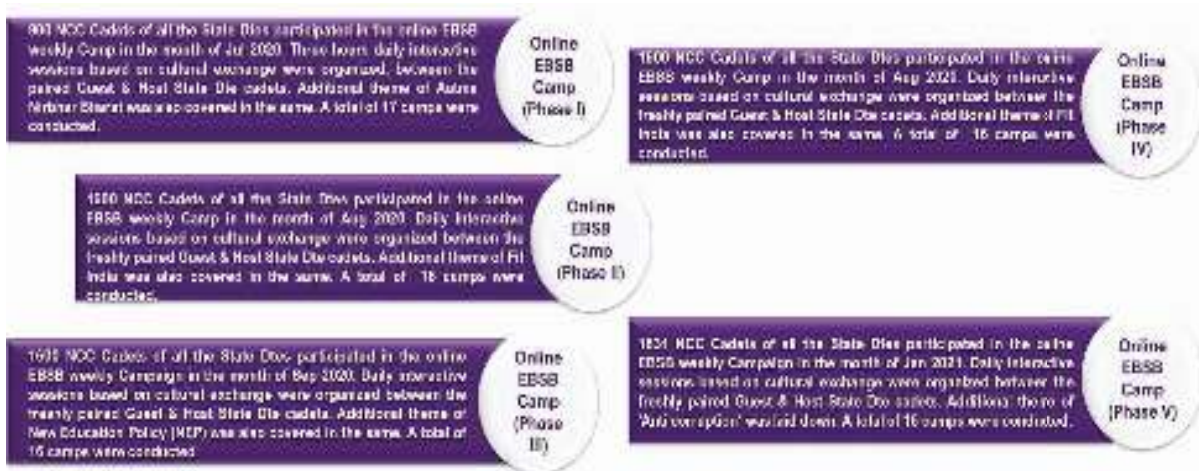 900 NCC Cadets of all the State Dtes participated in the online EBSB
weekly Camp in the month of Jul 2020. Three hours daily interactive
sessions based on cultural exchange were organized, between the
paired Guest & Host State Dte cadets. Additional theme of
Nirbhar Bharat was also covered in the same. A total of 17 camps were
conducted.
Online
EBSB
Camp
(Phase I)
1600 NCC Cadets of all the State Dtes participated in the online
EBSB weekly Camp in the month of Aug 2020. Daily interactive
sessions based on cultural exchange were organized between the
freshly paired Guest & Host State Dte cadets. Additional theme of Fit
India was also covered in the same. A total of 16 camps were
conducted.
Online
EBSB
Camp
(Phase II)
1600 NCC Cadets of all the State Dtes participated in the online
EBSB weekly Campaign in the month of Sep 2020. Daily interactive
sessions based on cultural exchange were organized between the
freshly paired Guest & Host State Dte cadets. Additional theme of
New Education Policy (NEP) was also covered in the same. A total of
16 camps were conducted
Online
EBSB
Camp
(Phase
III)
1600 NCC Cadets of all the State Dtes participated in the online
EBSB weekly Camp in the month of Aug 2020. Daily interactive
sessions based on cultural exchange were organized between the
freshly paired Guest & Host State Dte cadets. Additional theme of Fit
India was also covered in the same. A total of 16 camps were
conducted.
Online
EBSB
Camp
(Phase
IV)
1634 NCC Cadets of all the State Dtes participated in the online
EBSB weekly Campaign in the month of Jan 2021. Daily interactive
sessions based on cultural exchange were organized between the
freshly paired Guest & Host State Dte cadets. Additional theme of
'Anti corruption' was laid down. A total of 16 camps were conducted.
Online
EBSB
Camp
(Phase V)